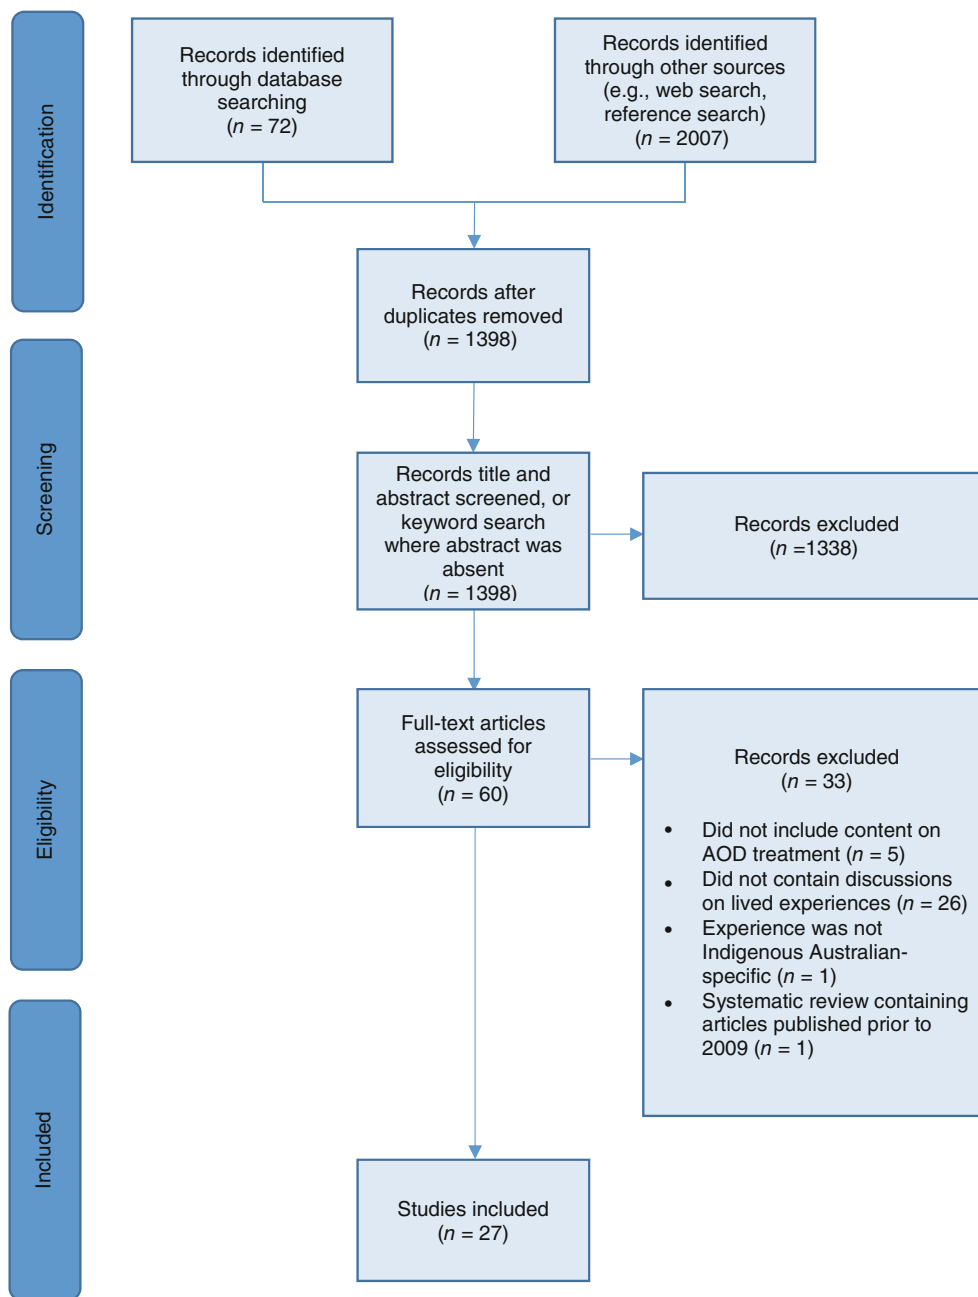 Identification
Records identified
through database
searching
(n = 72)
Records identified
through other sources
(e.g., web search,
reference search)
(n = 2007)
Records after
duplicates removed
(n = 1398)
Screening
Records title and
abstract screened, or
keyword search
where abstract was
absent
(n = 1398)
Records excluded
(n =1338)
Eligibility
Full-text articles
assessed for
eligibility
(n = 60)
Records excluded
(n = 33)
• Did not include content on
AOD treatment (n = 5)
• Did not contain discussions
on lived experiences (n = 26)
• Experience was not
Indigenous Australian-
specific (n = 1)
• Systematic review containing
articles published prior to
2009 (n = 1)
Included
Studies included
(n = 27)